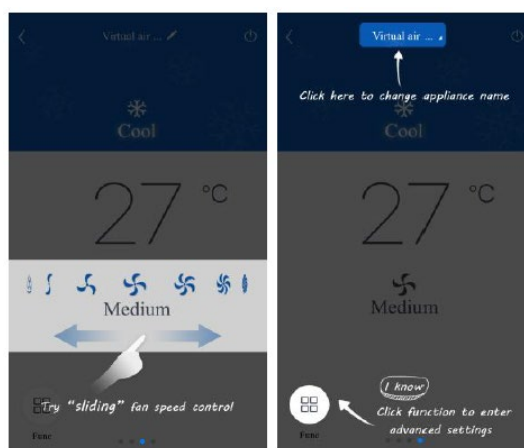 Virtual air ...
Cool
27 °C
Medium
Try "sliding" fan speed control
Func
Virtual air ...
Click here to change appliance name
Cool
27 °C
Medium
I know
Click function to enter
advanced settings
Func